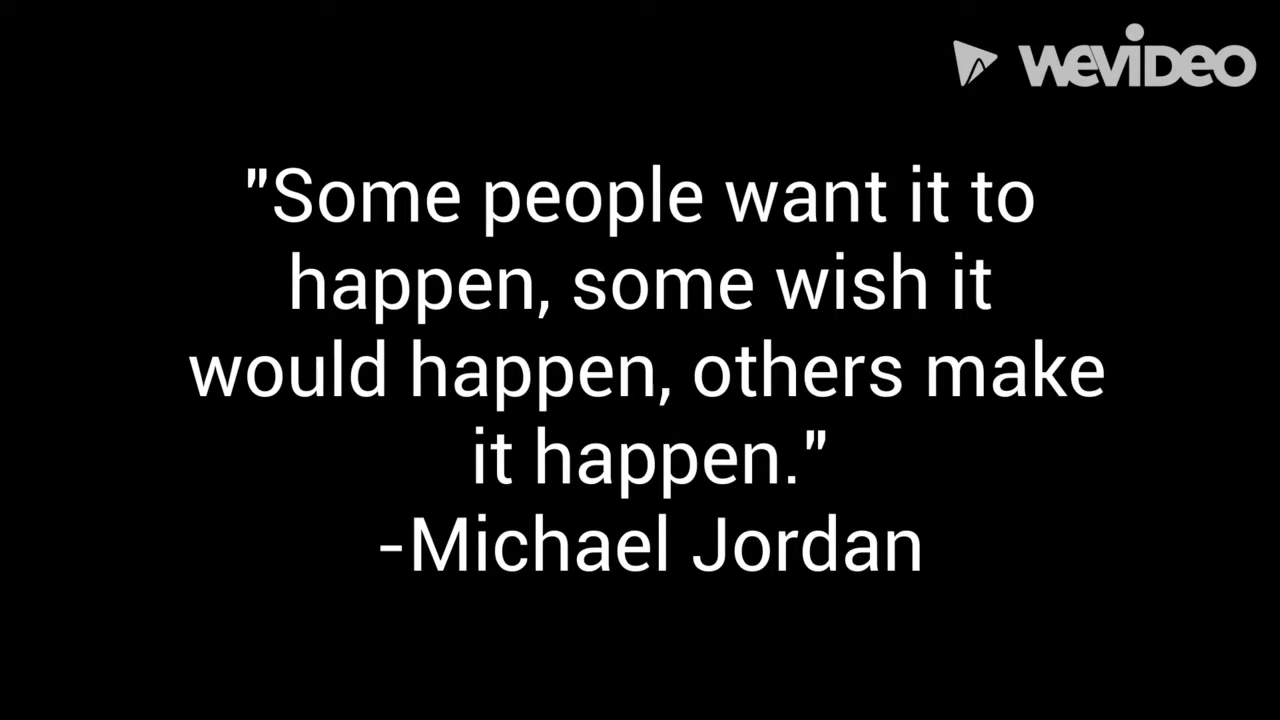 WEVIDEO
"Some people want it to
happen, some wish it
would happen, others make
it happen."
-Michael Jordan